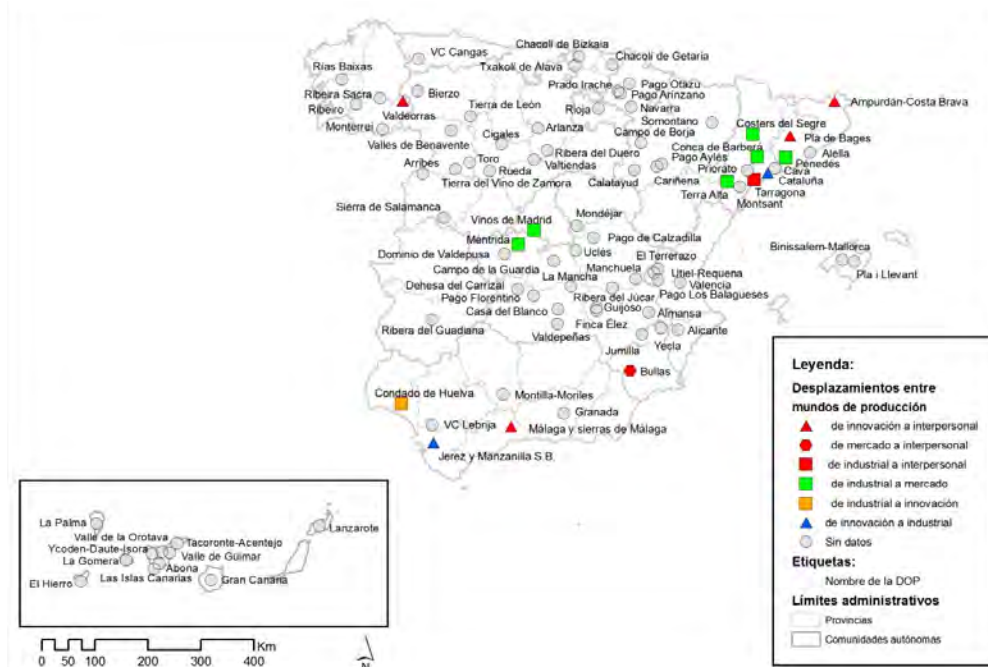 VC Cangas
Chacolí de Bizkaia
Chacolí de Getaria
Txakolí de Álava
Rías Baixas
Prado Irache
Pago Otazu
Pago Arínzano
Ribeira Sacra
Bierzo
Ampurdán-Costa Brava
Ribeiro
Valdeorras
Tierra de León
Rioja
Navarra
Somontano
Costers del Segre
Monterrei
Arlanza
Campo de Borja
Pla de Bages
Valles de Benavente
Cigales
Conca de Barberá
Alella
Arribes
Toro
Ribera del Duero
Pago Aylés
Penedés
Rueda
Valtiendas
Priorato
Cava
Tierra del Vino de Zamora
Calatayud
Cariñena
Cataluña
Terra Alta
Tarragona
Montsant
Sierra de Salamanca
Vinos de Madrid
Mondéjar
Méntrida
Pago de Calzadilla
Binissalem-Mallorca
Dominio de Valdepusa
Uclés
El Terrerazo
Campo de la Guardia
Manchuela
Utiel-Requena
Pla i Llevant
La Mancha
Valencia
Dehesa del Carrizal
Pago Florentino
Ribera del Júcar
Pago Los Balagueses
Casa del Blanco
Guijoso
Almansa
Ribera del Guadiana
Finca Élez
Valdepeñas
Alicante
Yecla
Jumilla
Bullas
Condado de Huelva
Montilla-Moriles
Granada
VC Lebrija
Málaga y sierras de Málaga
Jerez y Manzanilla S.B.
La Palma
Lanzarote
Valle de la Orotava
Tacoronte-Acentejo
Ycoden-Daute-Isora
Valle de Güimar
La Gomera
Abona
Las Islas Canarias
Gran Canaria
El Hierro
Km
0 50 100 200 300 400
N
Leyenda:
Desplazamientos entre
mundos de producción
de innovación a interpersonal
de mercado a interpersonal
de industrial a interpersonal
de industrial a mercado
de industrial a innovación
de innovación a industrial
Sin datos
Etiquetas:
Nombre de la DOP
Límites administrativos
Provincias
Comunidades autónomas